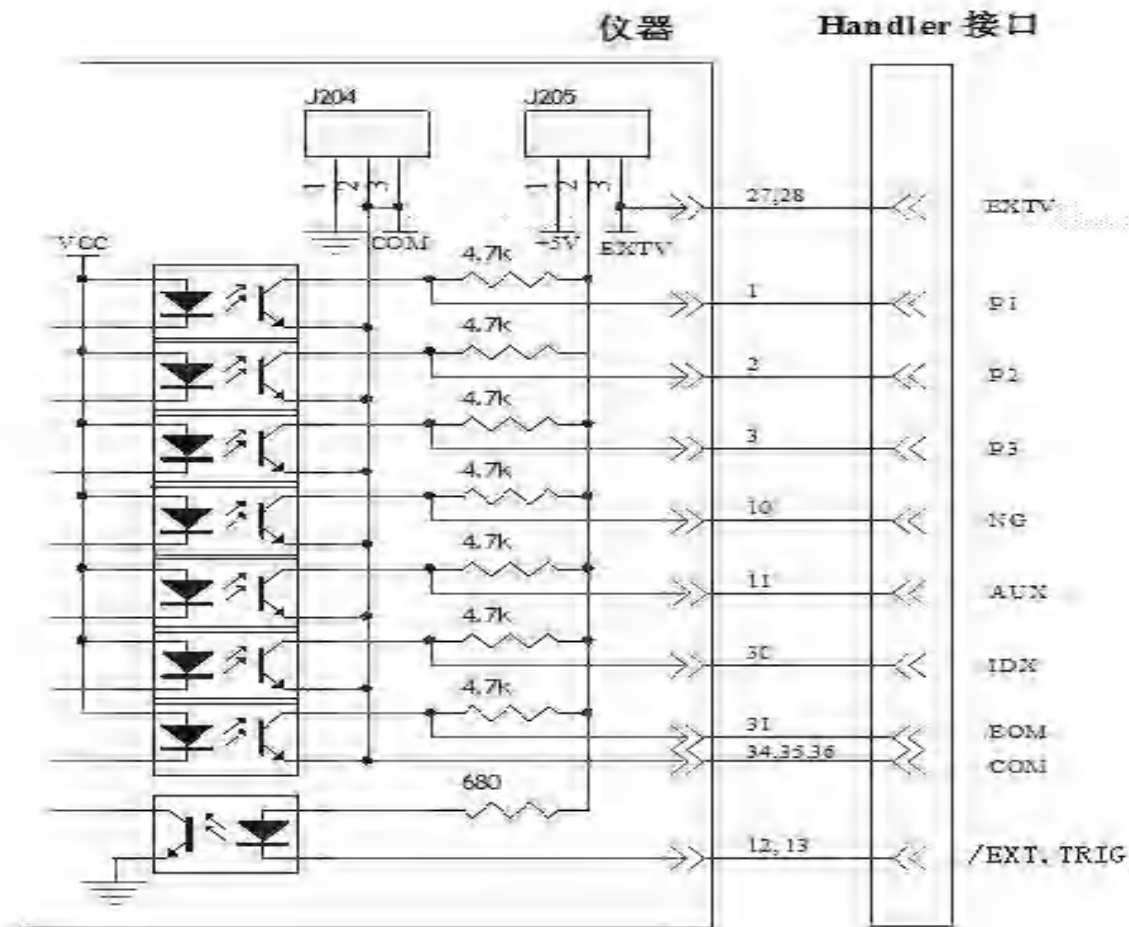 仪器 Handler 接口
J204 J205
1 2 3 1 2 3
27,28 EXTV
VCC COM +5V EXTV
4.7k
1 P1
4.7k
2 P2
4.7k
3 P3
4.7k
10 NG
4.7k
11 AUX
4.7k
30 IDX
4.7k
31 EOM
34,35,36 COM
680
12,13 /EXT.TRIG